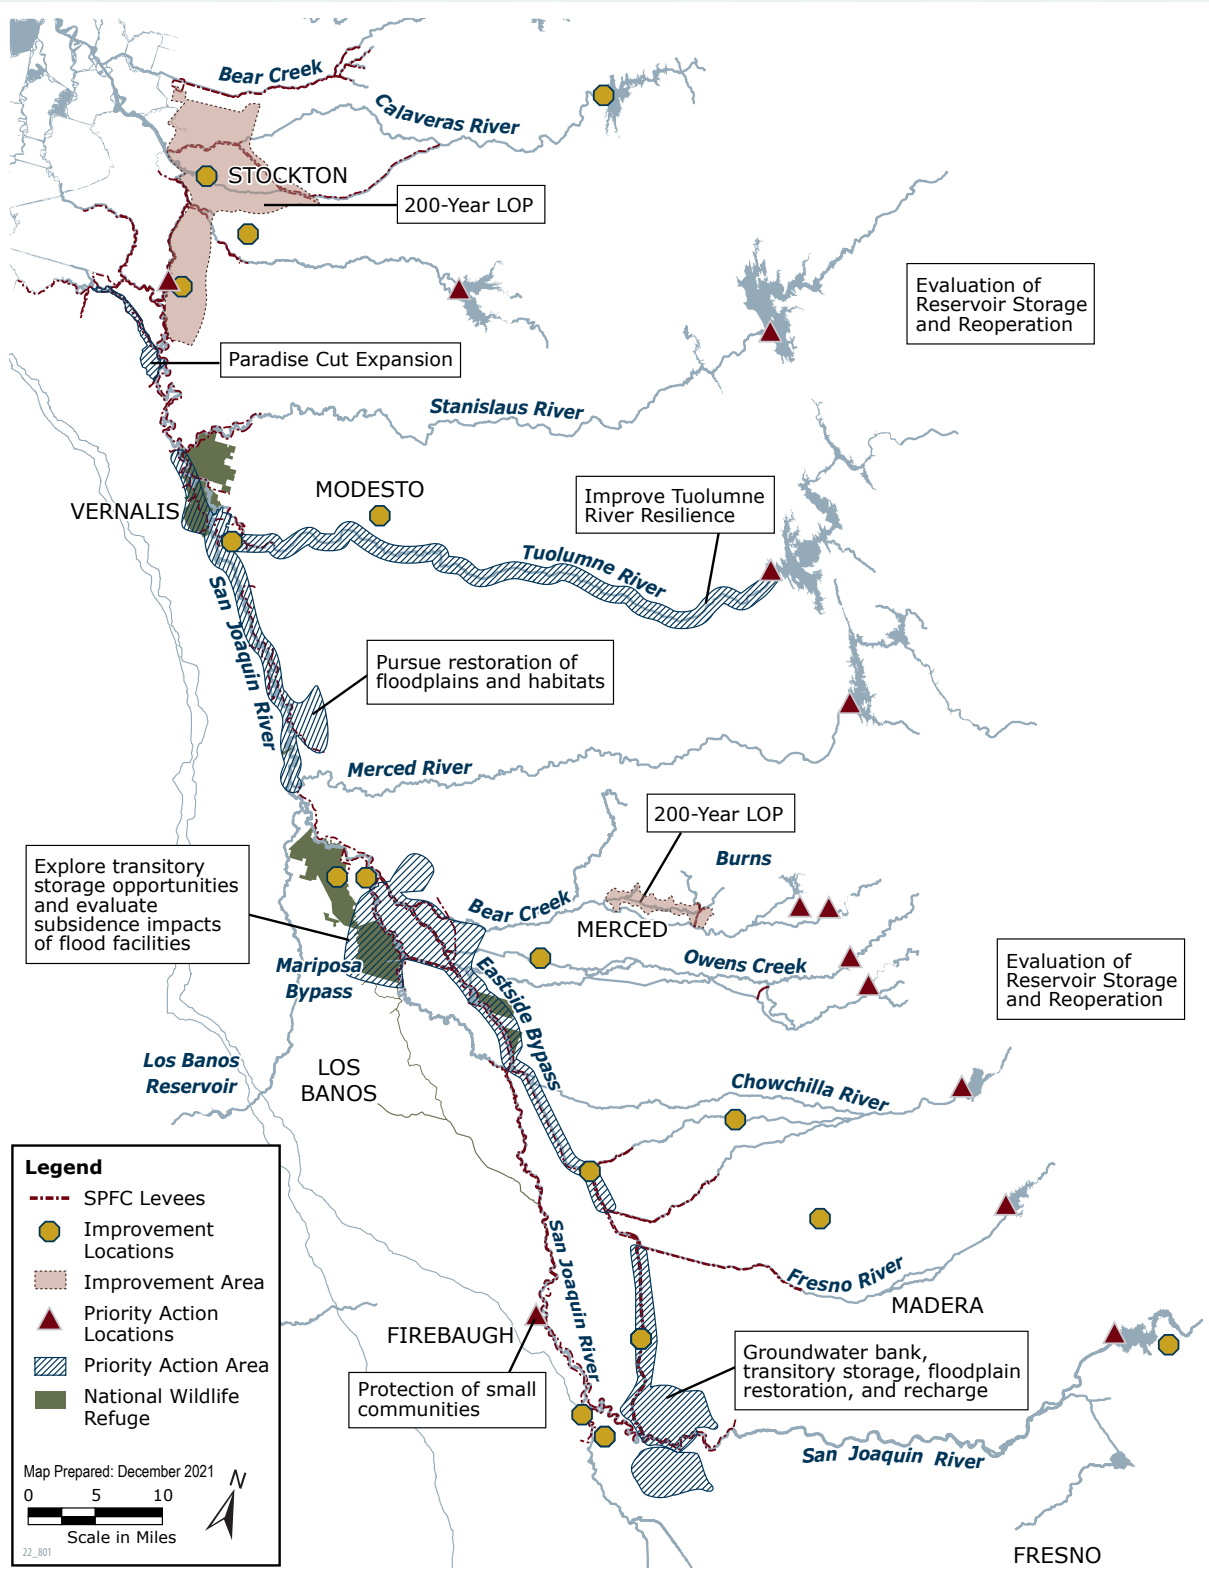 Bear Creek
Calaveras River
STOCKTON
200-Year LOP
Evaluation of
Reservoir Storage
and Reoperation
Paradise Cut Expansion
Stanislaus River
MODESTO
Improve Tuolumne
River Resilience
VERNALIS
Tuolumne River
San Joaquin River
Pursue restoration of
floodplains and habitats
Merced River
200-Year LOP
Burns
Explore transitory
storage opportunities
and evaluate
subsidence impacts
of flood facilities
Bear Creek
MERCED
Owens Creek
Evaluation of
Reservoir Storage
and Reoperation
Mariposa
Bypass
Eastside Bypass
Los Banos
Reservoir
LOS
BANOS
Chowchilla River
Legend
SPFC Levees
Improvement
Locations
Improvement Area
Priority Action
Locations
Priority Action Area
National Wildlife
Refuge
Map Prepared: December 2021
N
0 5 10
Scale in Miles
22_801
San Joaquin River
Fresno River
MADERA
FIREBAUGH
Groundwater bank,
transitory storage, floodplain
restoration, and recharge
Protection of small
communities
San Joaquin River
FRESNO